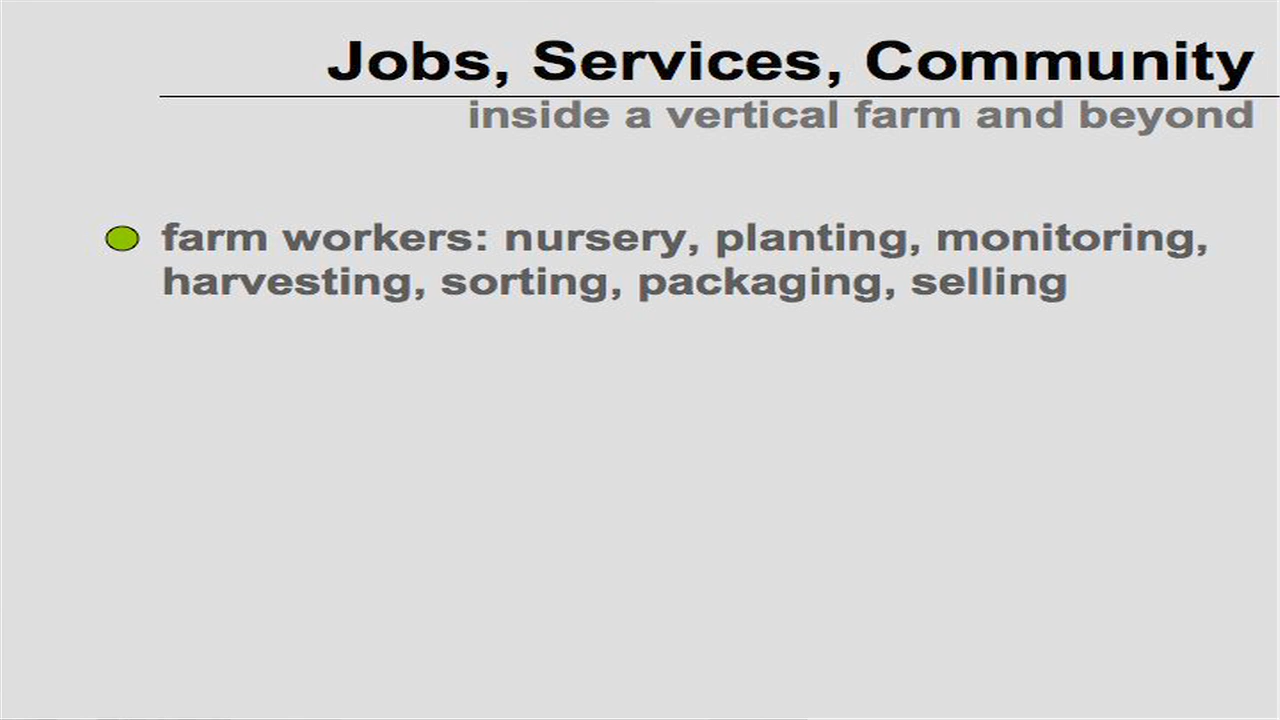 Jobs, Services, Community
inside a vertical farm and beyond
farm workers: nursery, planting, monitoring,
harvesting, sorting, packaging, selling